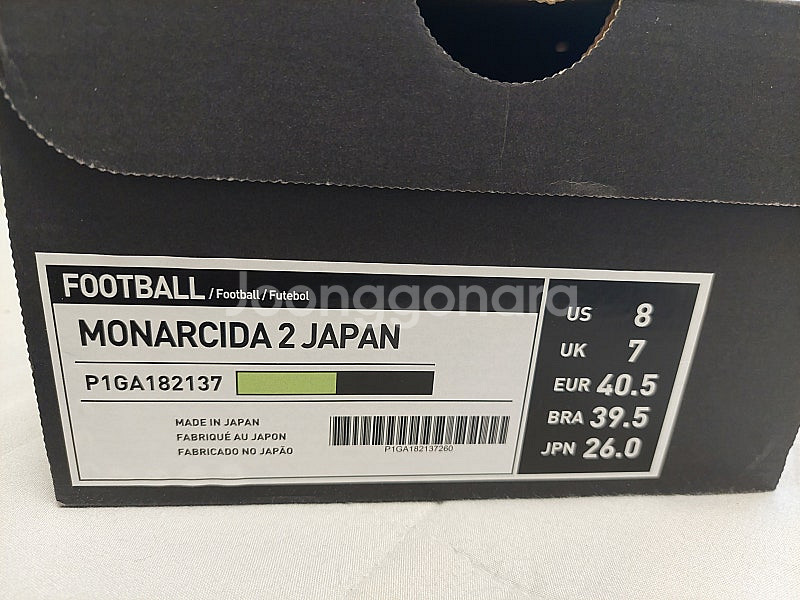 FOOTBALL / Football / Futebol
MONARCIDA 2 JAPAN
P1GA182137
MADE IN JAPAN
FABRIQUÉ AU JAPON
FABRICADO NO JAPÃO
P1GA182137260
US 8
UK 7
EUR 40.5
BRA 39.5
JPN 26.0
Joonggonara